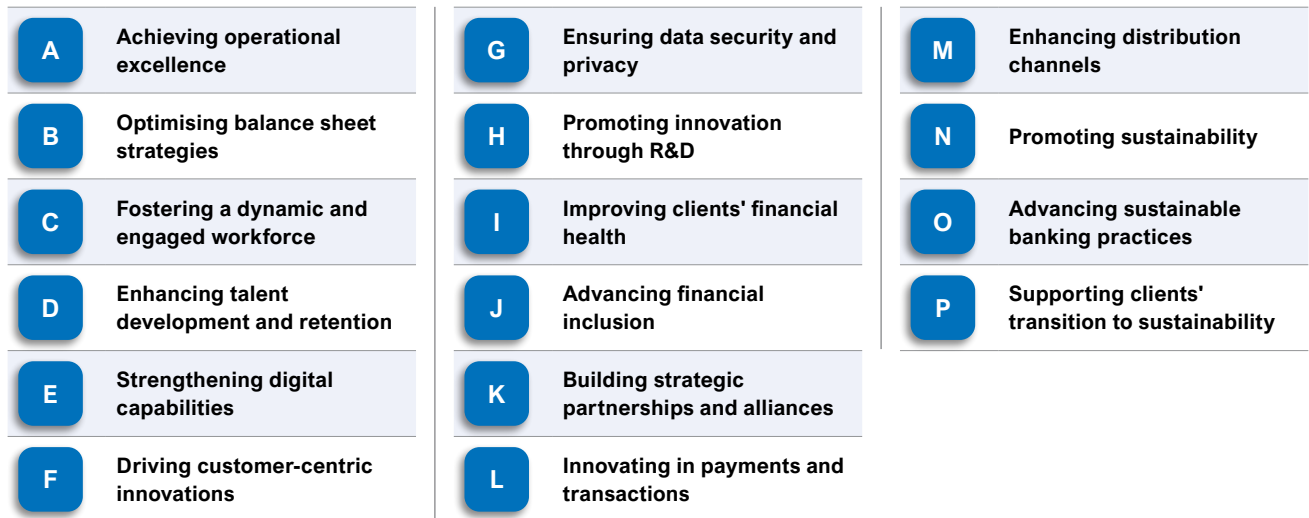 A
Achieving operational
excellence
B
Optimising balance sheet
strategies
C
Fostering a dynamic and
engaged workforce
D
Enhancing talent
development and retention
E
Strengthening digital
capabilities
F
Driving customer-centric
innovations
G
Ensuring data security and
privacy
H
Promoting innovation
through R&D
I
Improving clients' financial
health
J
Advancing financial
inclusion
K
Building strategic
partnerships and alliances
L
Innovating in payments and
transactions
M
Enhancing distribution
channels
N
Promoting sustainability
O
Advancing sustainable
banking practices
P
Supporting clients'
transition to sustainability